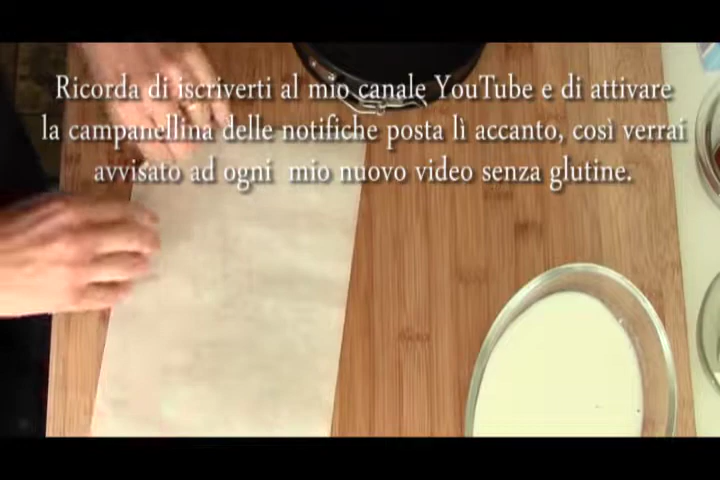 Ricorda di iscriverti al mio canale YouTube e di attivare
la campanellina delle notifiche posta lì accanto, così verrai
avvisato ad ogni mio nuovo video senza glutine.